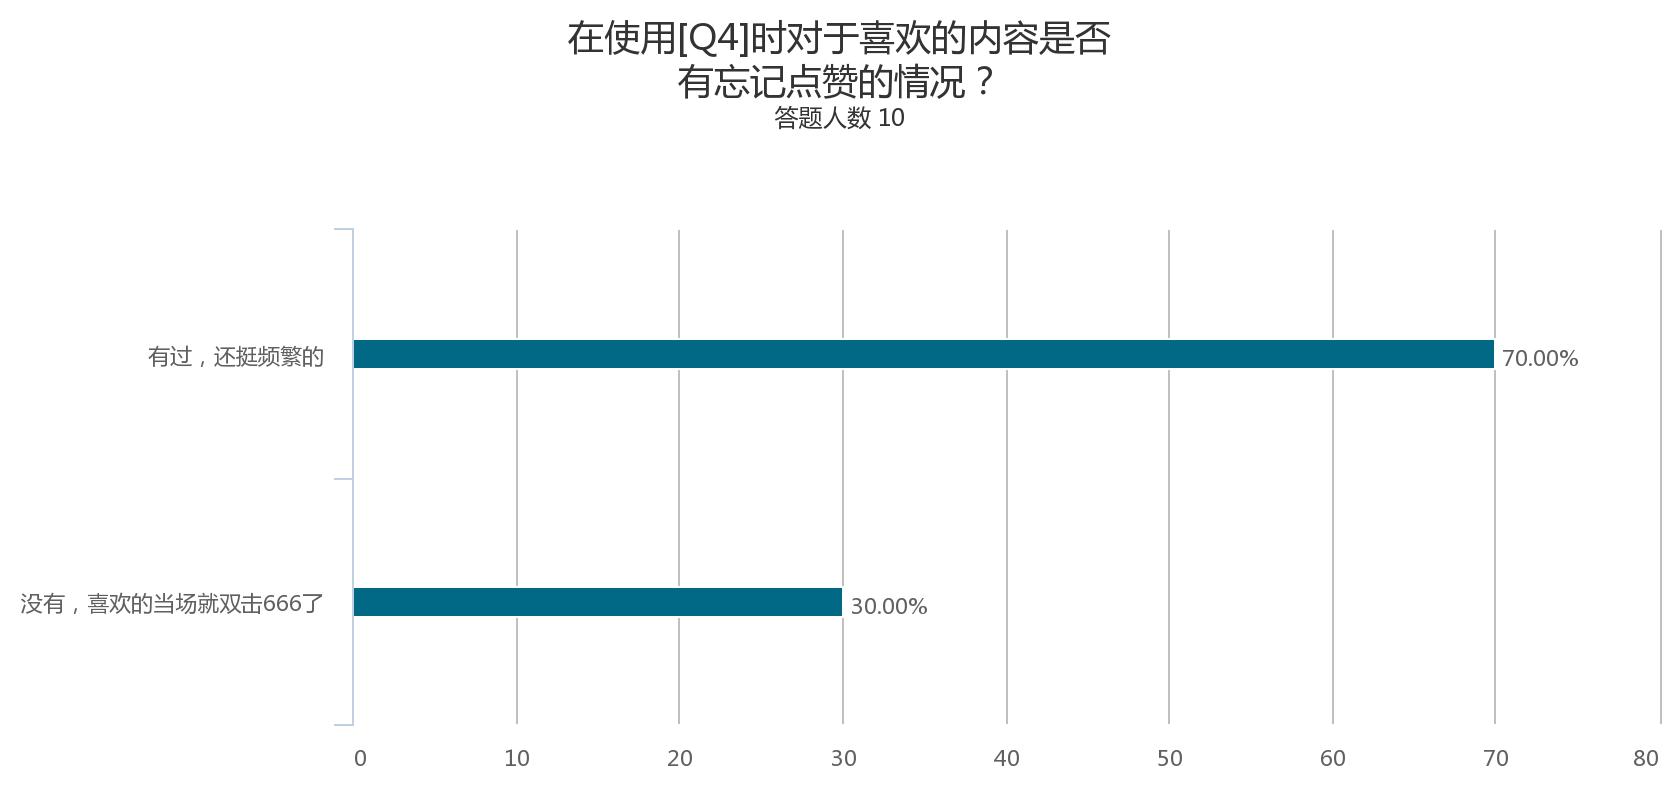 在使用[Q4]时对于喜欢的内容是否
有忘记点赞的情况？
答题人数 10
有过，还挺频繁的
70.00%
没有，喜欢的当场就双击666了
30.00%
0 10 20 30 40 50 60 70 80